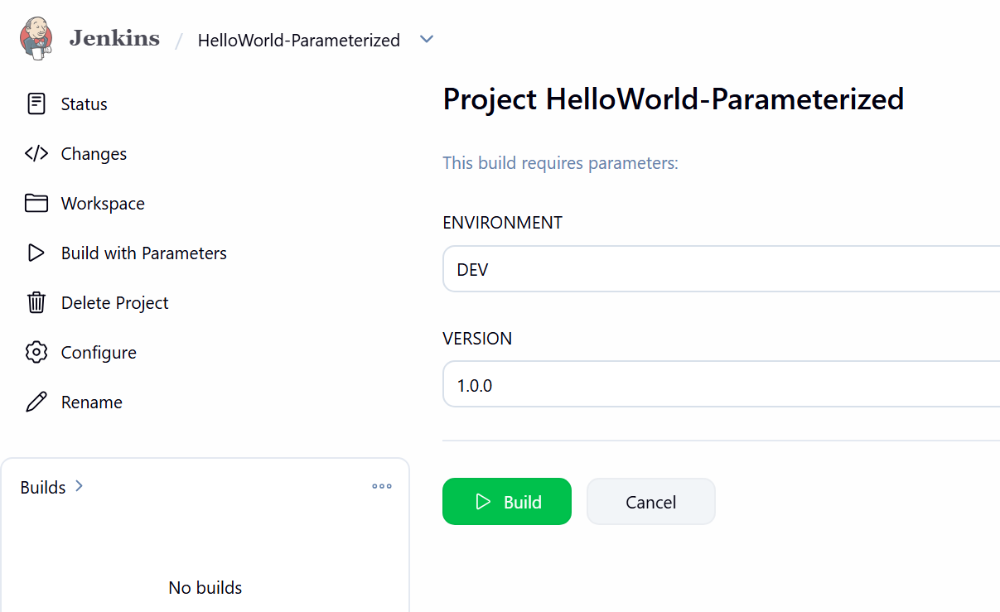 Jenkins / HelloWorld-Parameterized
Status
Changes
Workspace
Build with Parameters
Delete Project
Configure
Rename
Builds
No builds
Project HelloWorld-Parameterized
This build requires parameters:
ENVIRONMENT
DEV
VERSION
1.0.0
Build Cancel